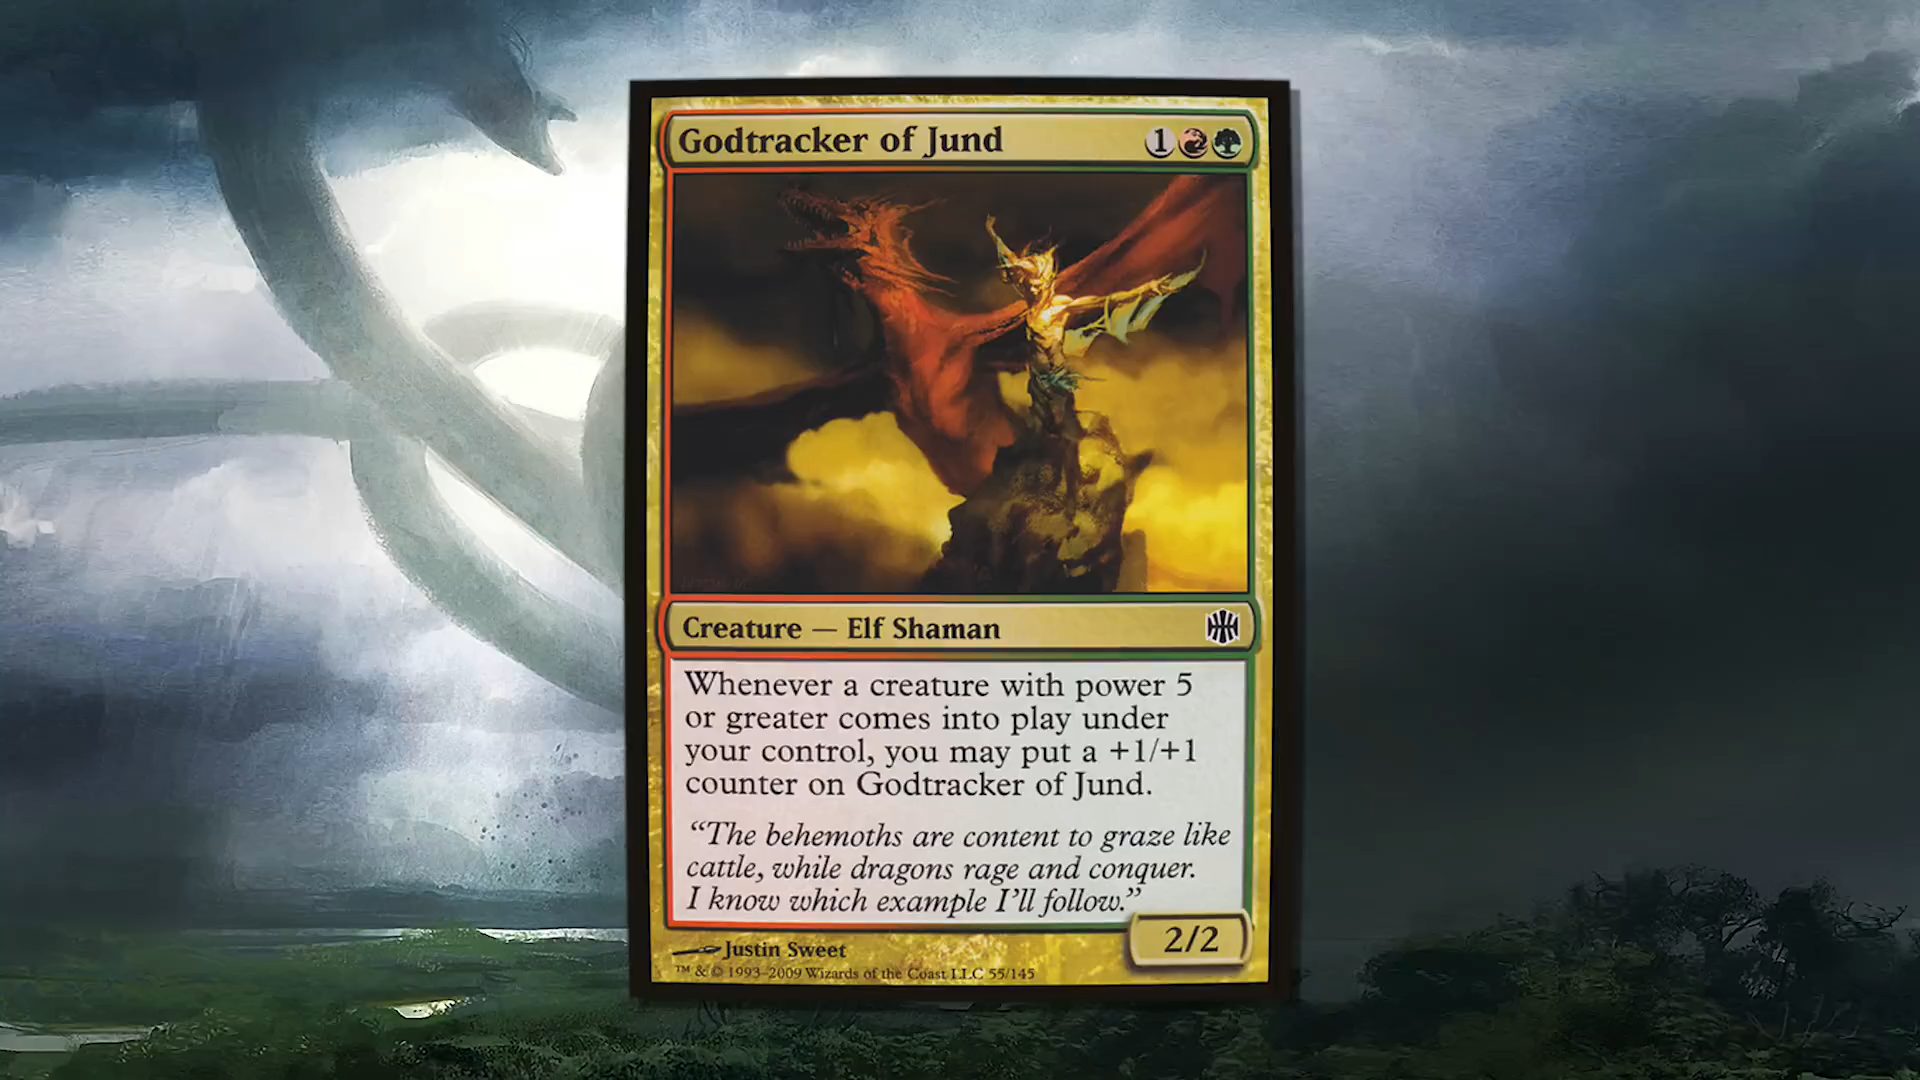 Godtracker of Jund 1
Creature — Elf Shaman
Whenever a creature with power 5
or greater comes into play under
your control, you may put a +1/+1
counter on Godtracker of Jund.
“The behemoths are content to graze like
cattle, while dragons rage and conquer.
I know which example I’ll follow.”
2/2
Justin Sweet
™ & © 1993–2009 Wizards of the Coast LLC 55/145